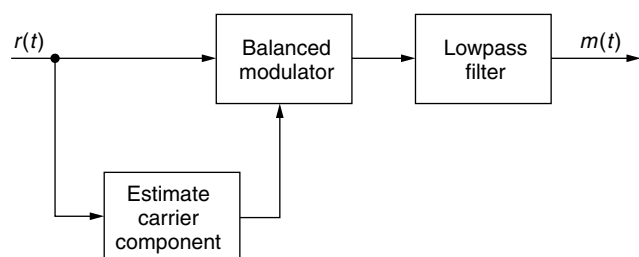 r(t)
Balanced
modulator
Lowpass
filter
m(t)
Estimate
carrier
component